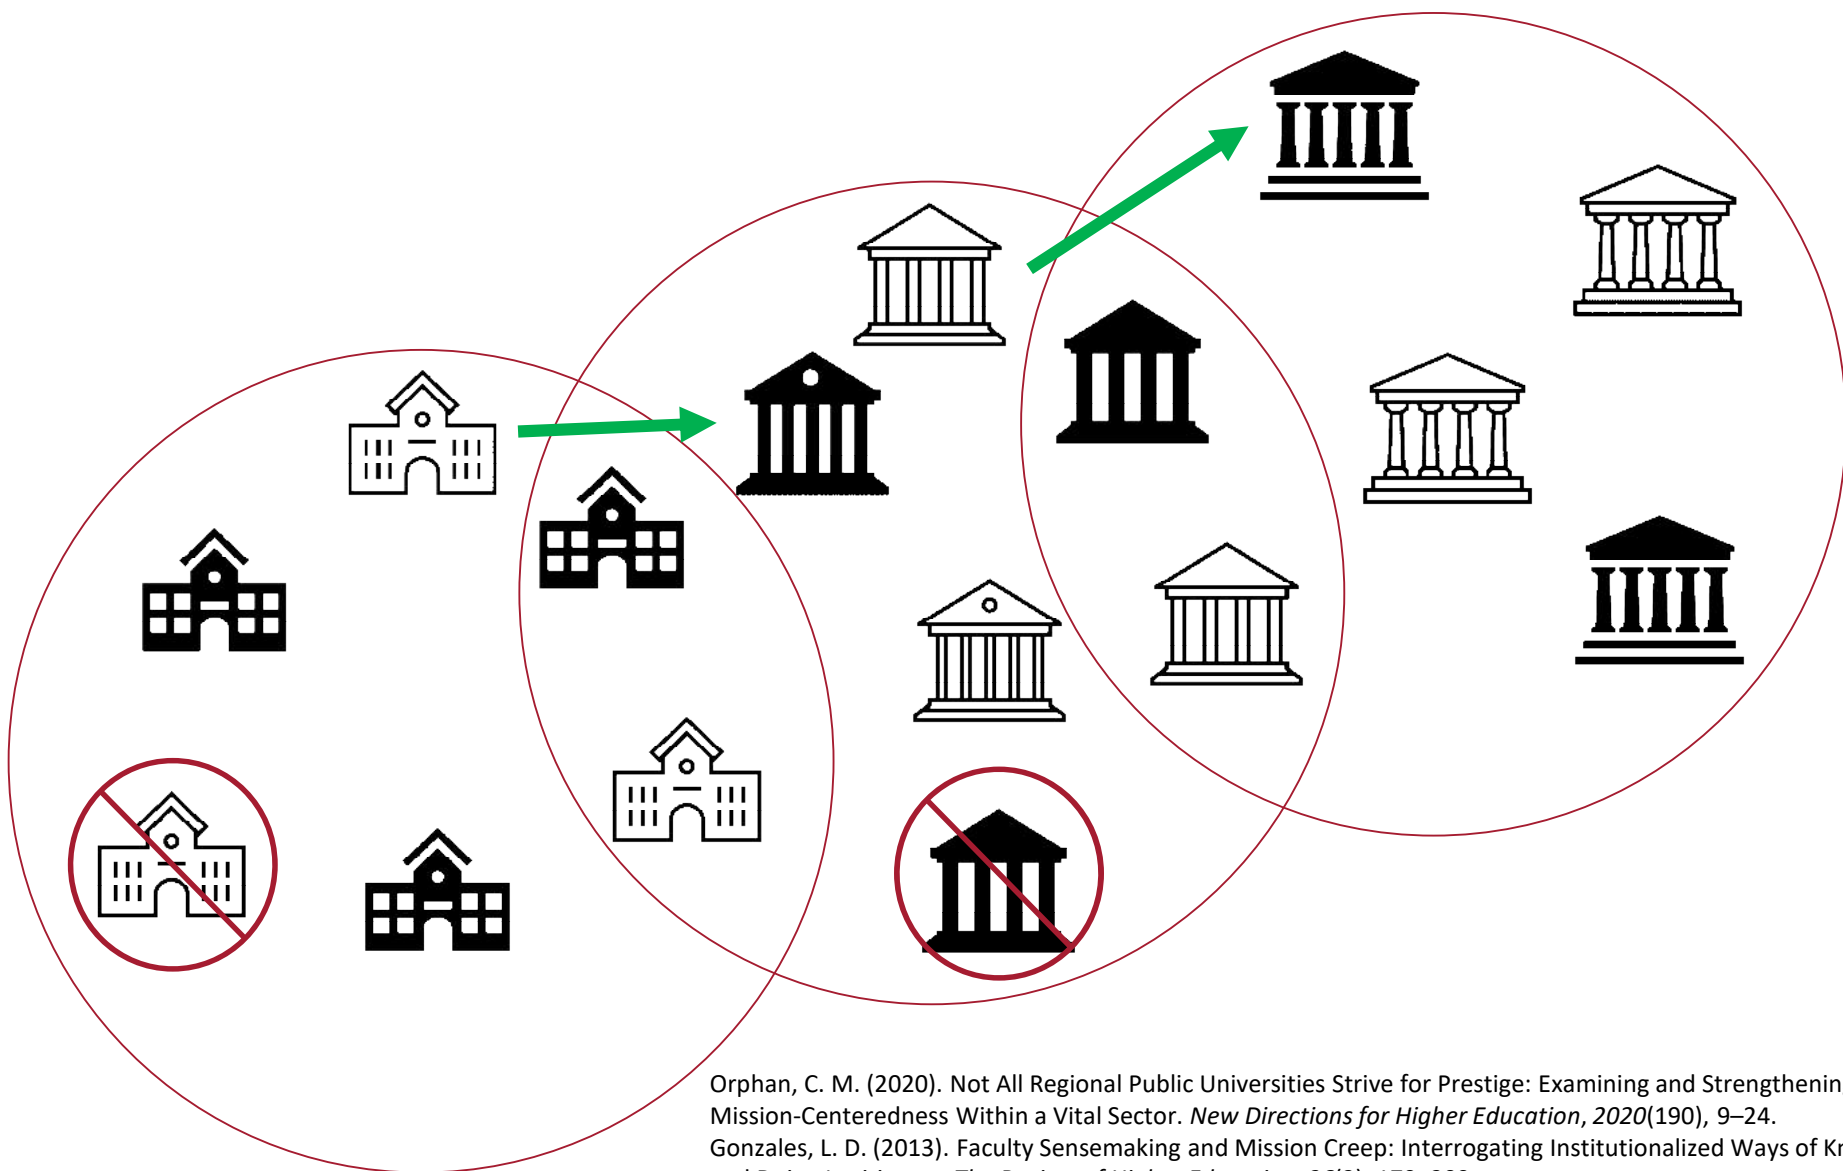 Orphan, C. M. (2020). Not All Regional Public Universities Strive for Prestige: Examining and Strengthenin
Mission-Centeredness Within a Vital Sector. New Directions for Higher Education, 2020(190), 9–24.
Gonzales, L. D. (2013). Faculty Sensemaking and Mission Creep: Interrogating Institutionalized Ways of Kn